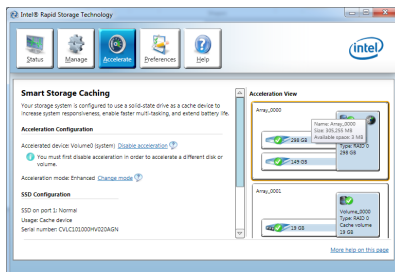 Intel® Rapid Storage Technology
Status
Manage
Accelerate
Preferences
Help
intel
Smart Storage Caching
Your storage system is configured to use a solid-state drive as a cache device to
increase system responsiveness, enable faster multi-tasking, and extend battery life.
Acceleration Configuration
Accelerated device: Volume0 (system) Disable acceleration
You must first disable acceleration in order to accelerate a different disk or
volume.
Acceleration mode: Enhanced Change mode
SSD Configuration
SSD on port 1: Normal
Usage: Cache device
Serial number: CVLC101000HV020AGN
Acceleration View
Array_0000
Name: Array_0000
Size: 305,255 MB
Available space: 3 MB
298 GB
Type: RAID 0
298 GB
149 GB
Array_0001
19 GB
Volume_0000
Type: RAID 0
Cache volume
19 GB
More help on this page